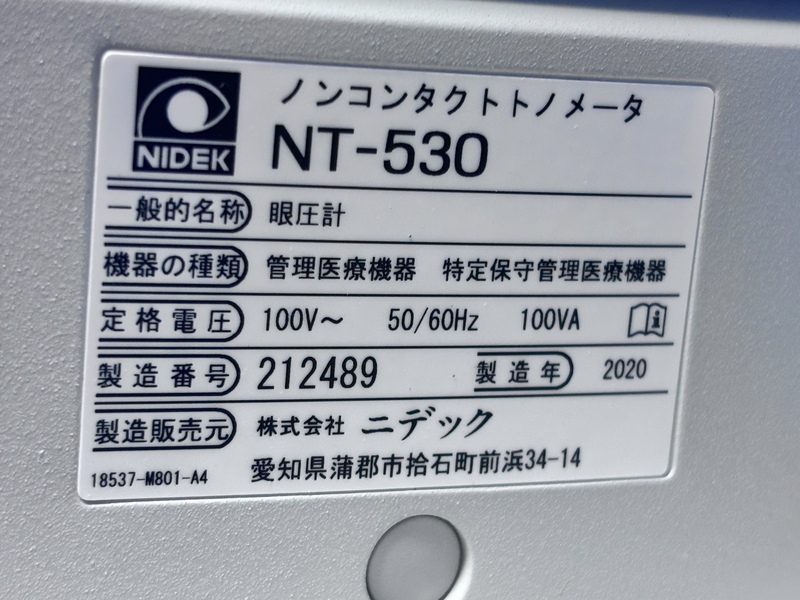 NIDEK
ノンコンタクトトノメータ
NT-530
一般的名称 眼圧計
機器の種類 管理医療機器 特定保守管理医療機器
定格電圧 100V～ 50/60Hz 100VA
製造番号 212489 製造年 2020
製造販売元 株式会社 ニデック
18537-M801-A4 愛知県蒲郡市拾石町前浜34-14